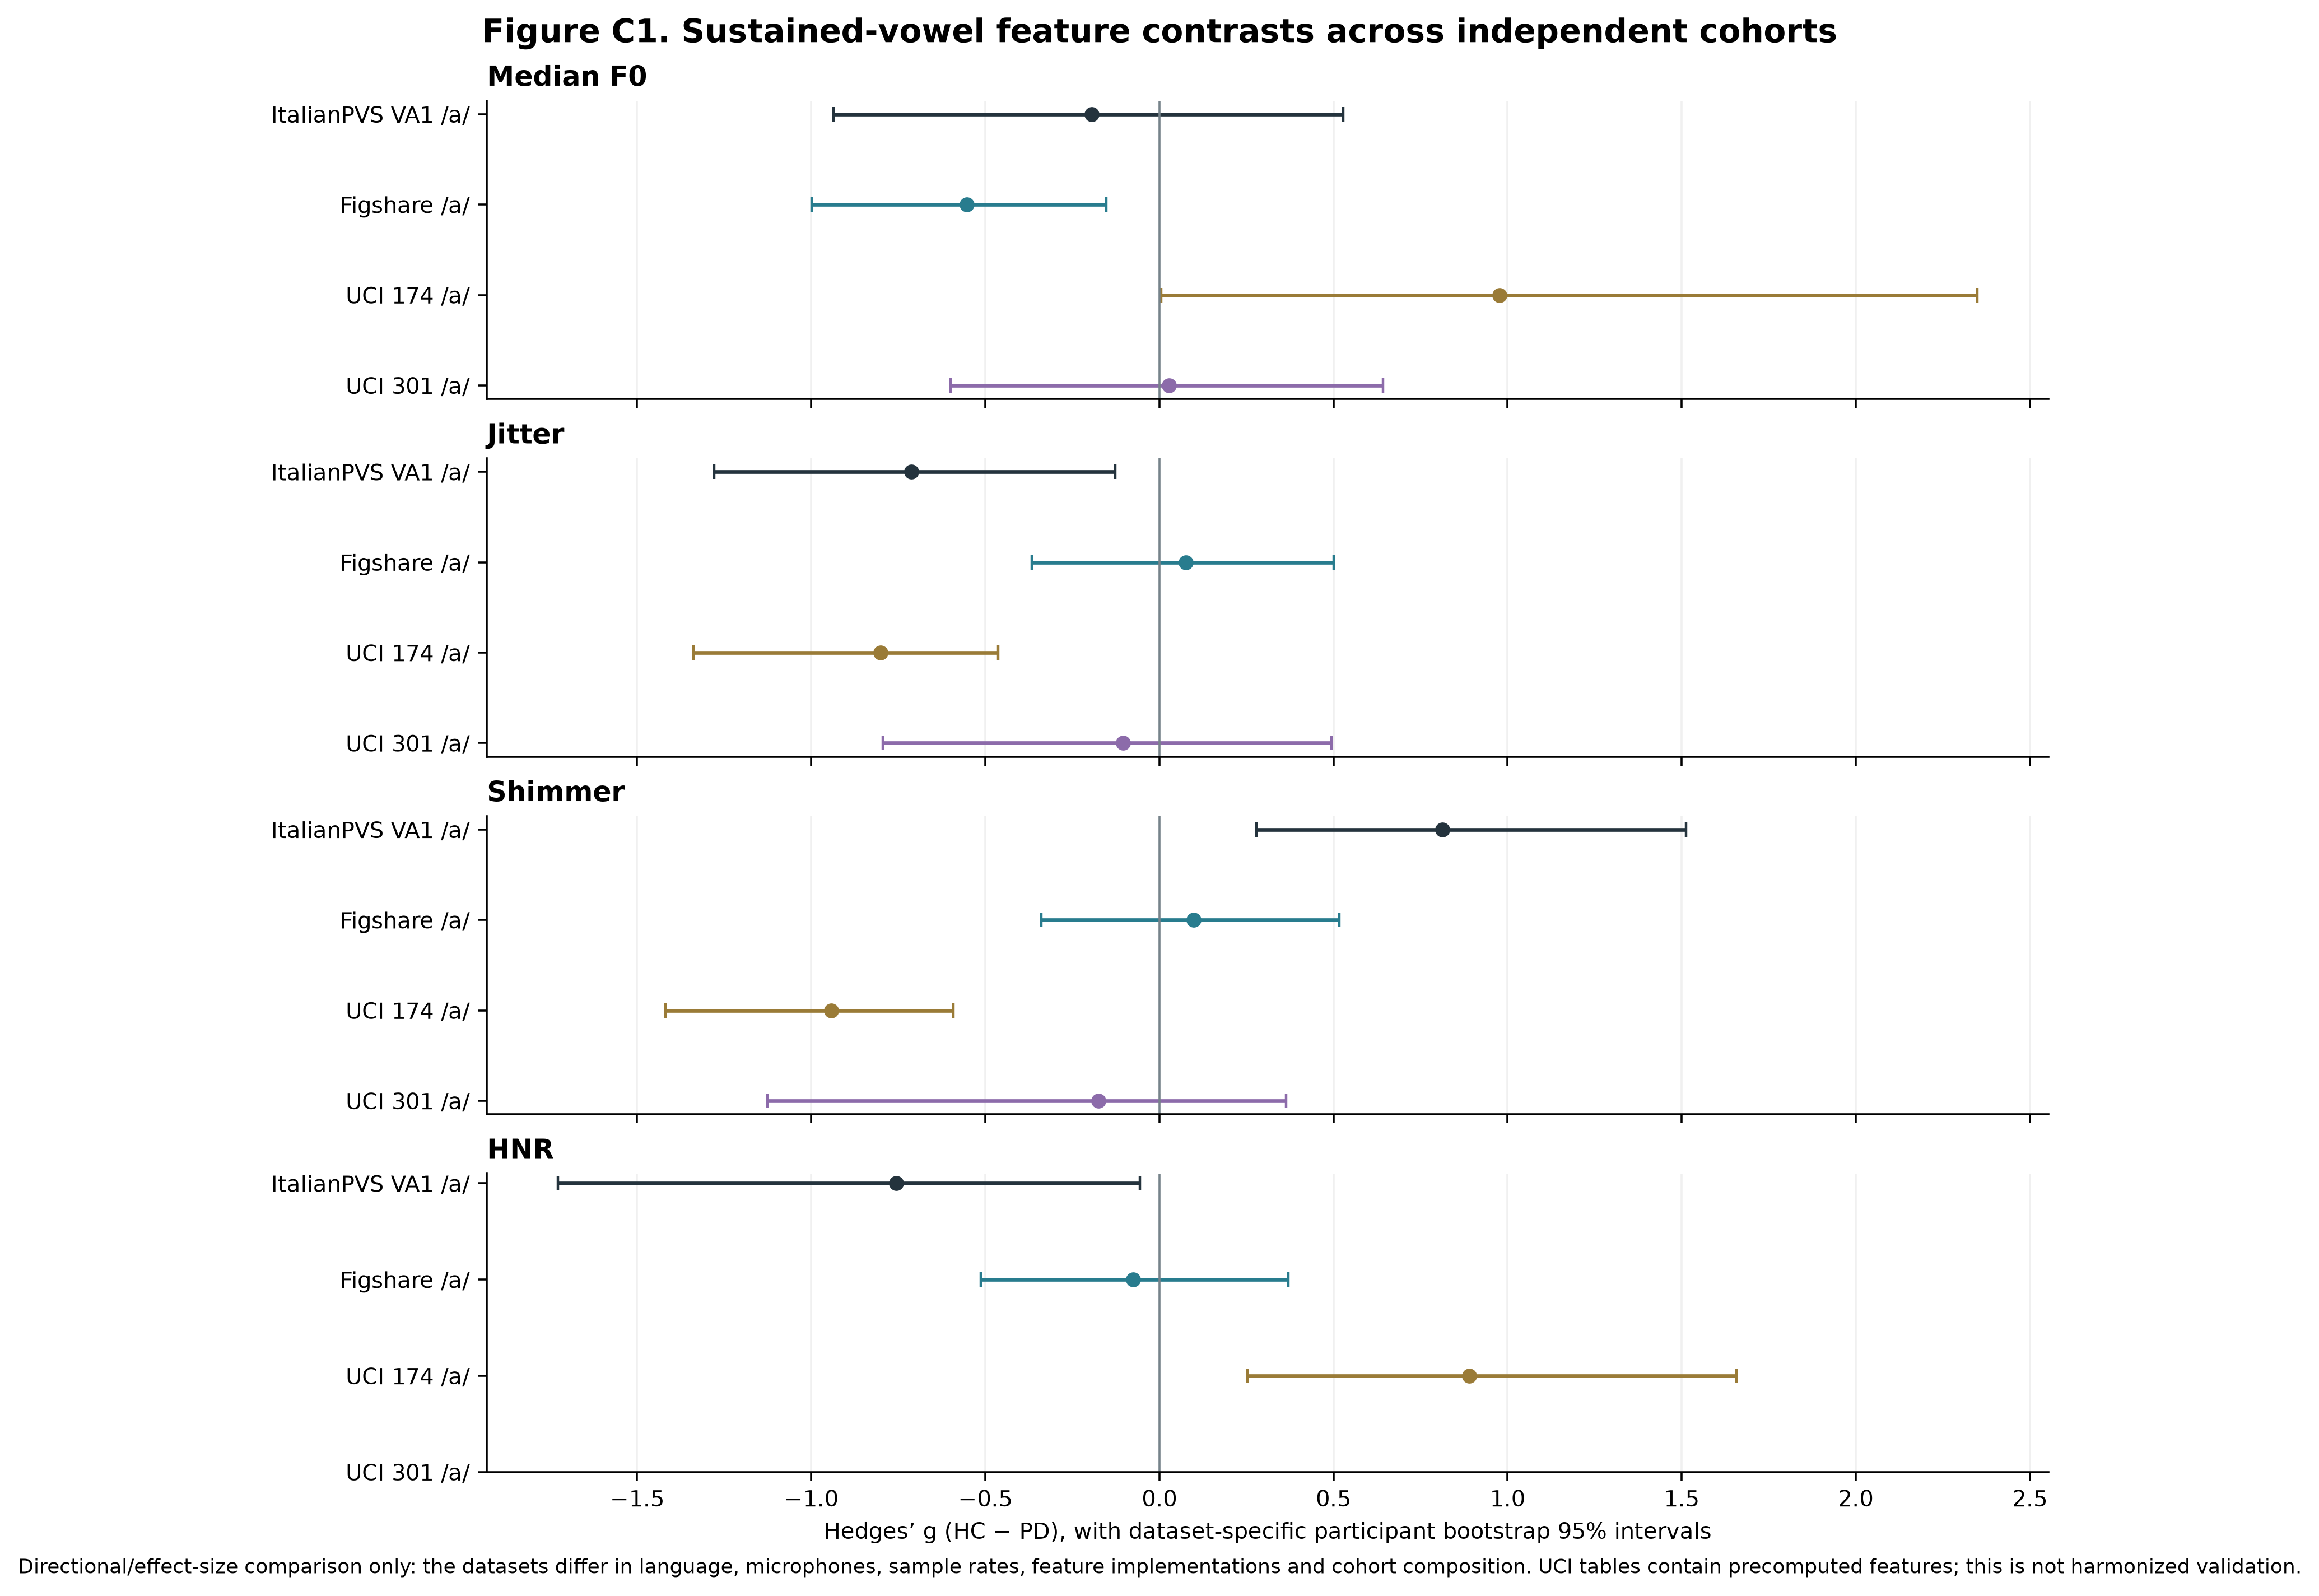 Figure C1. Sustained-vowel feature contrasts across independent cohorts
Median F0
ItalianPVS VA1 /a/
Figshare /a/
UCI 174 /a/
UCI 301 /a/
Jitter
ItalianPVS VA1 /a/
Figshare /a/
UCI 174 /a/
UCI 301 /a/
Shimmer
ItalianPVS VA1 /a/
Figshare /a/
UCI 174 /a/
UCI 301 /a/
HNR
ItalianPVS VA1 /a/
Figshare /a/
UCI 174 /a/
UCI 301 /a/
−1.5 −1.0 −0.5 0.0 0.5 1.0 1.5 2.0 2.5
Hedges’ g (HC − PD), with dataset-specific participant bootstrap 95% intervals
Directional/effect-size comparison only: the datasets differ in language, microphones, sample rates, feature implementations and cohort composition. UCI tables contain precomputed features; this is not harmonized validation.